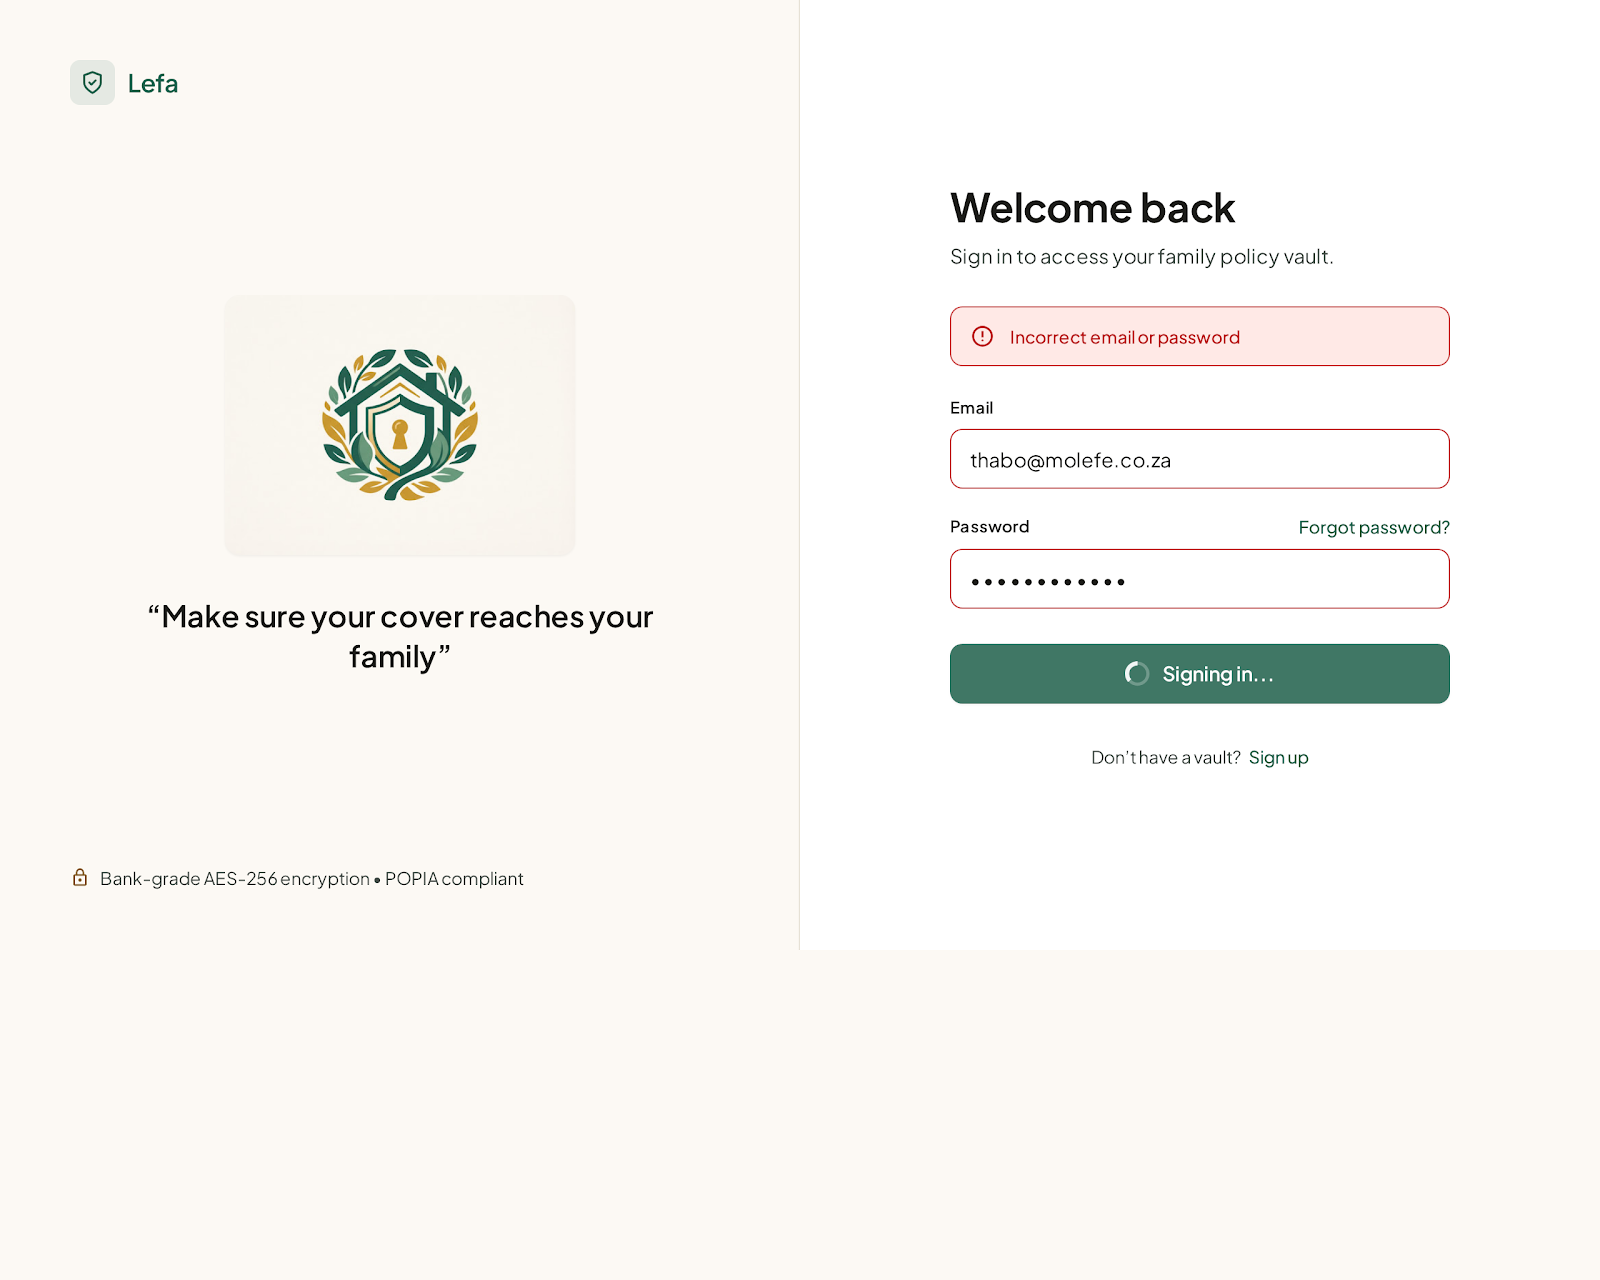 Lefa
“Make sure your cover reaches your
family”
Bank-grade AES-256 encryption • POPIA compliant
Welcome back
Sign in to access your family policy vault.
Incorrect email or password
Email
thabo@molefe.co.za
Password
Forgot password?
••••••••••••
Signing in...
Don’t have a vault? Sign up